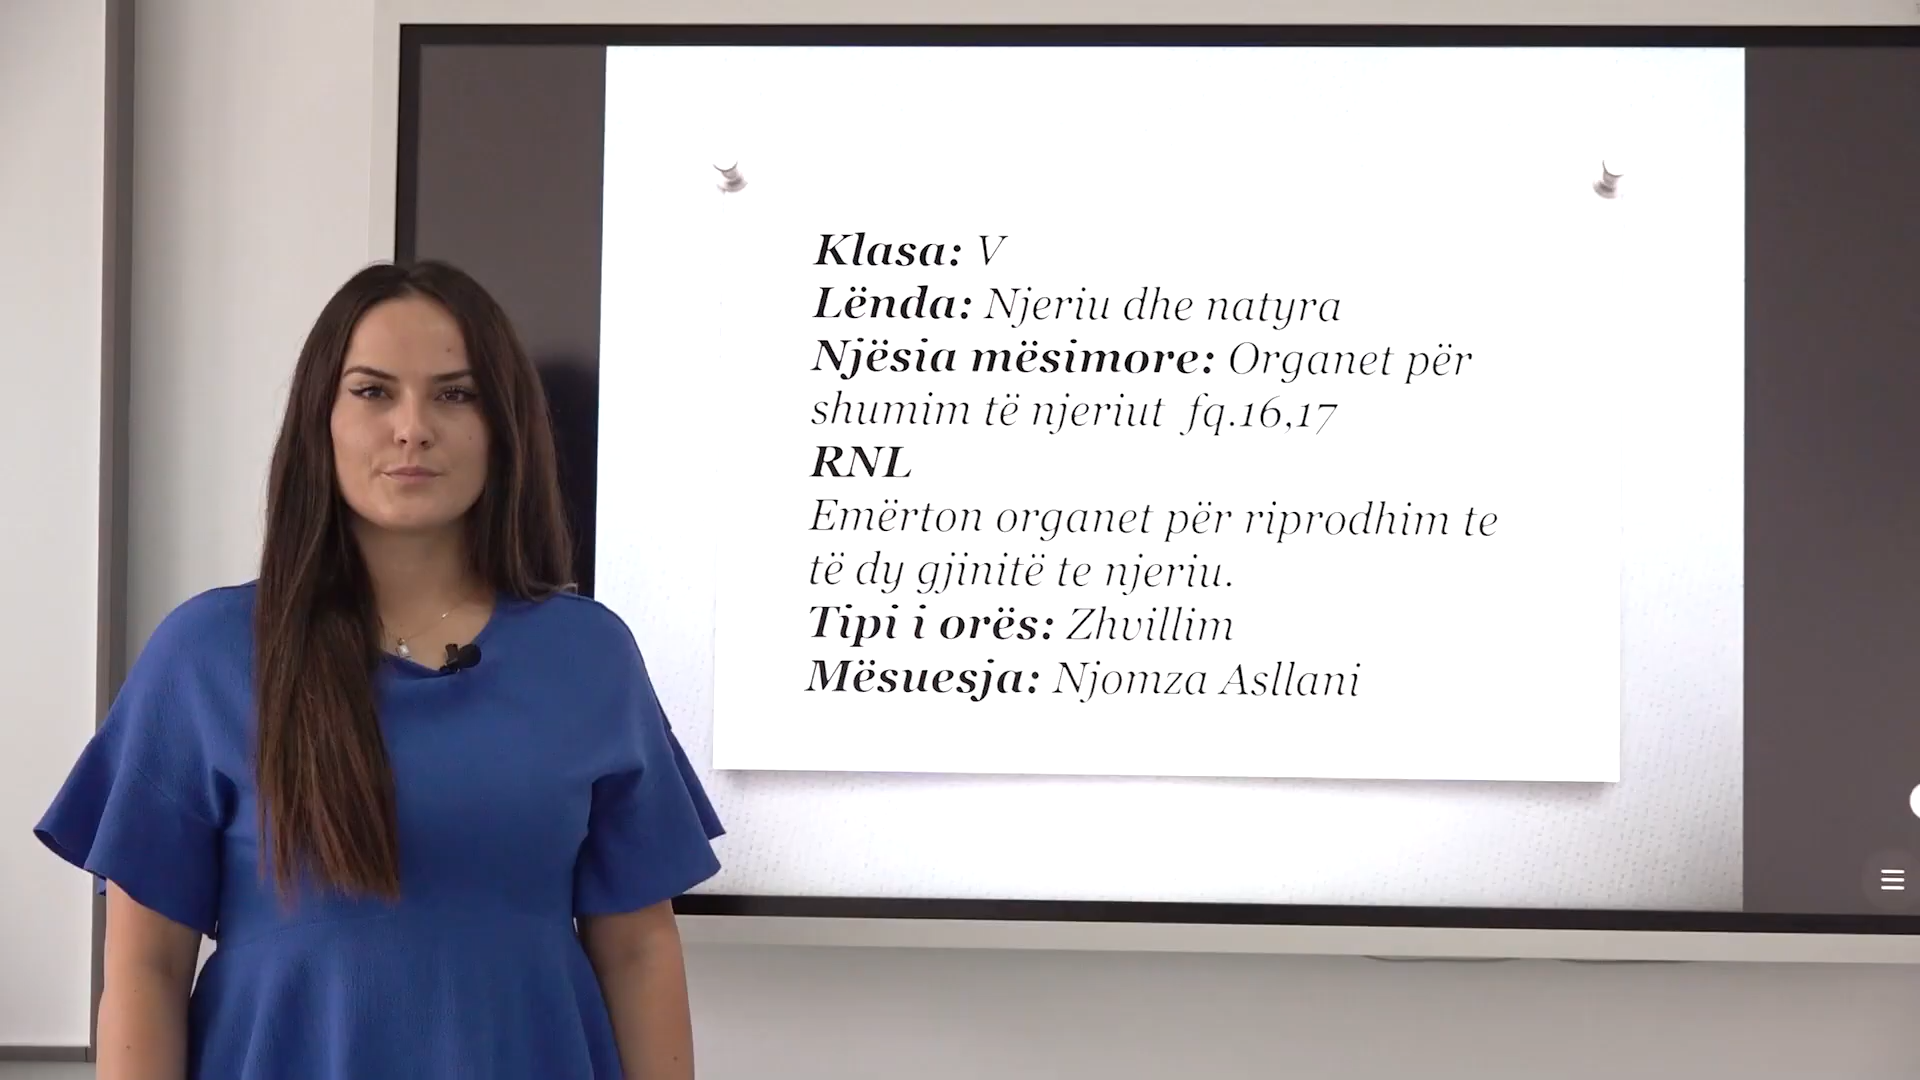 Klasa: V
Lënda: Njeriu dhe natyra
Njësia mësimore: Organet për
shumim të njeriut fq.16,17
RNL
Emërton organet për riprodhim te
të dy gjinitë te njeriu.
Tipi i orës: Zhvillim
Mësuesja: Njomza Asllani